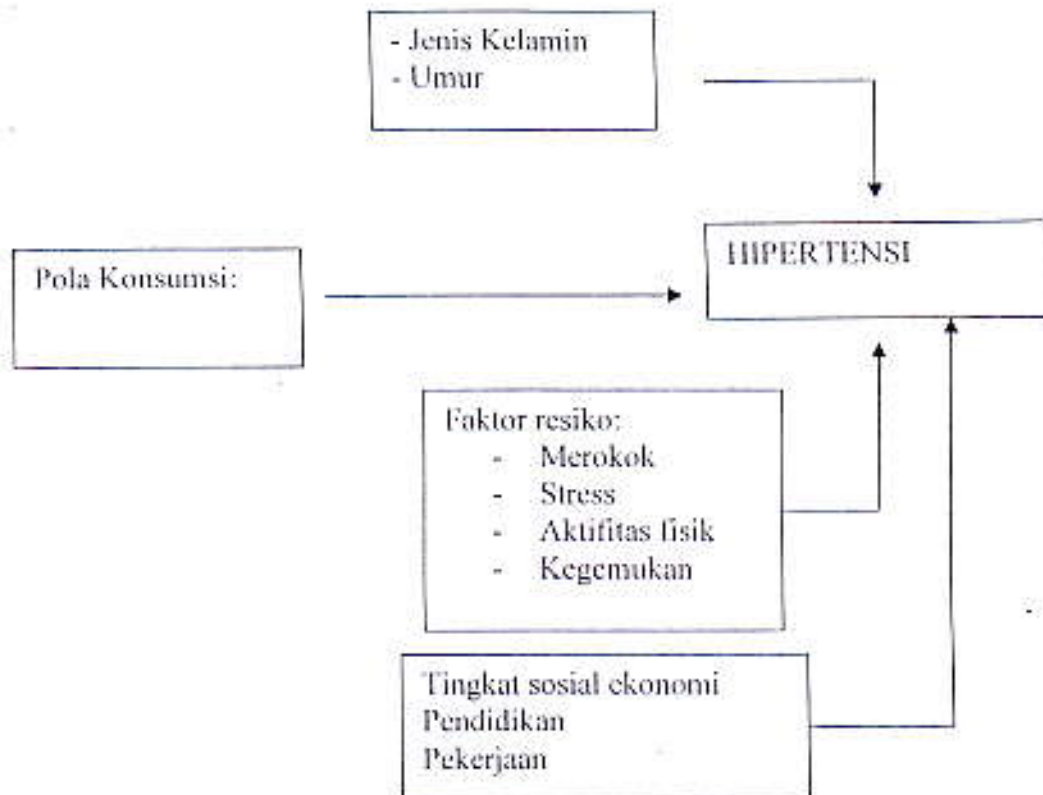 - Jenis Kelamin
- Umur
HIPERTENSI
Pola Konsumsi:
Faktor resiko:
- Merokok
- Stress
- Aktifitas fisik
- Kegemukan
Tingkat sosial ekonomi
Pendidikan
Pekerjaan